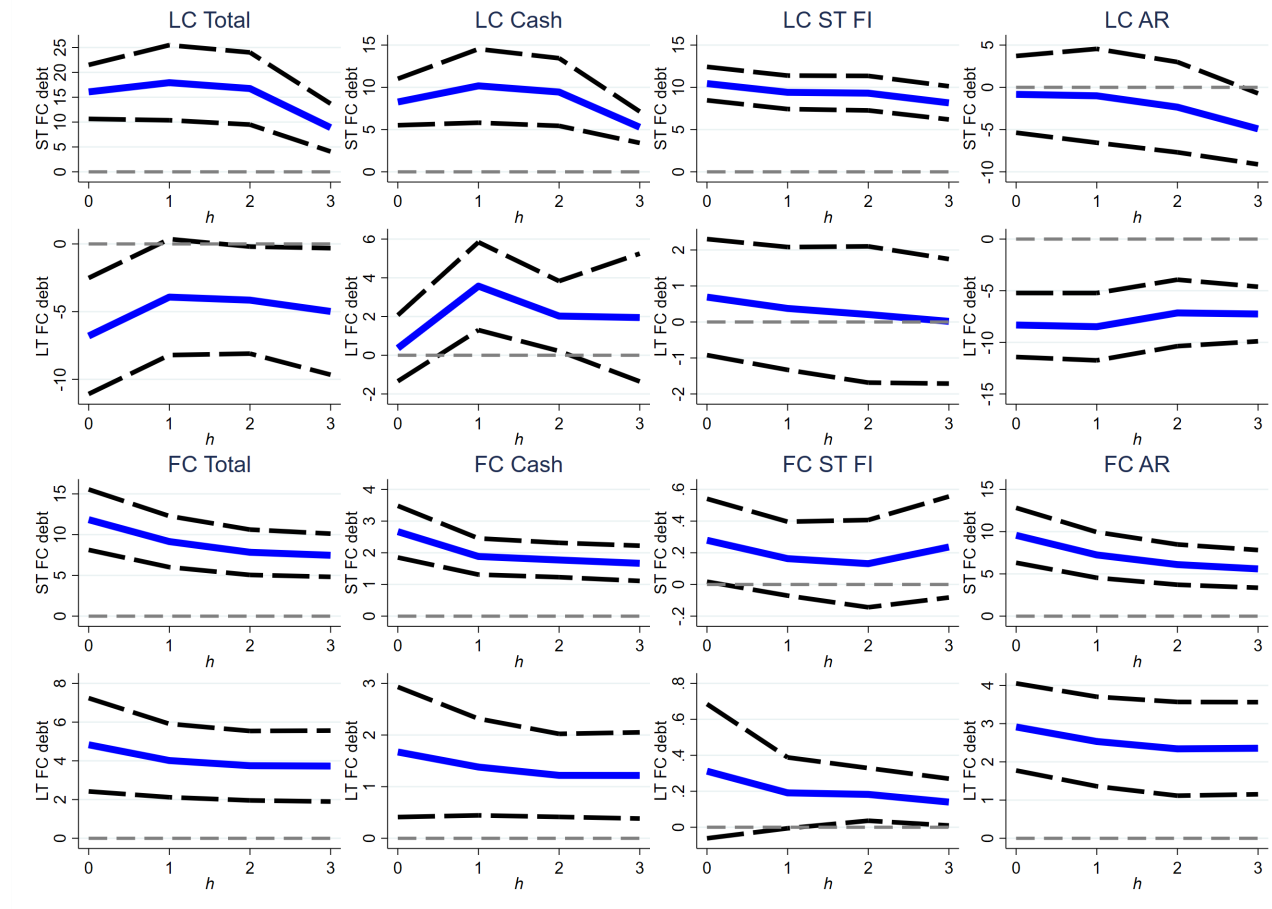 LC Total
ST FC debt
0 5 10 15 20 25
0 1 2 3
h
LC Cash
ST FC debt
0 5 10 15
0 1 2 3
h
LC ST FI
ST FC debt
0 5 10 15
0 1 2 3
h
LC AR
ST FC debt
-10 -5 0 5
0 1 2 3
h
LT FC debt
-10 -5 0
0 1 2 3
h
LT FC debt
-2 0 2 4 6
0 1 2 3
h
LT FC debt
-2 -1 0 1 2
0 1 2 3
h
LT FC debt
-15 -10 -5 0
0 1 2 3
h
FC Total
ST FC debt
0 5 10 15
0 1 2 3
h
FC Cash
ST FC debt
0 1 2 3 4
0 1 2 3
h
FC ST FI
ST FC debt
-.2 0 .2 .4 .6
0 1 2 3
h
FC AR
ST FC debt
0 5 10 15
0 1 2 3
h
LT FC debt
0 2 4 6 8
0 1 2 3
h
LT FC debt
0 1 2 3
0 1 2 3
h
LT FC debt
0 .2 .4 .6 .8
0 1 2 3
h
LT FC debt
0 1 2 3 4
0 1 2 3
h